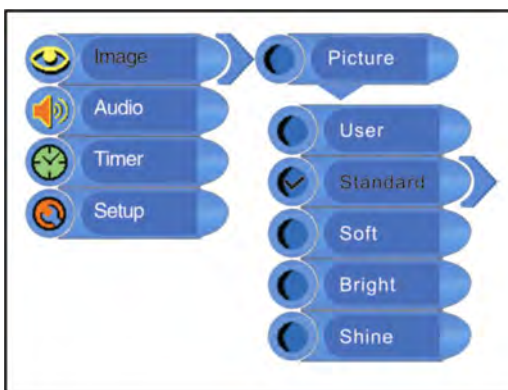 Image
Audio
Timer
Setup
Picture
User
Standard
Soft
Bright
Shine